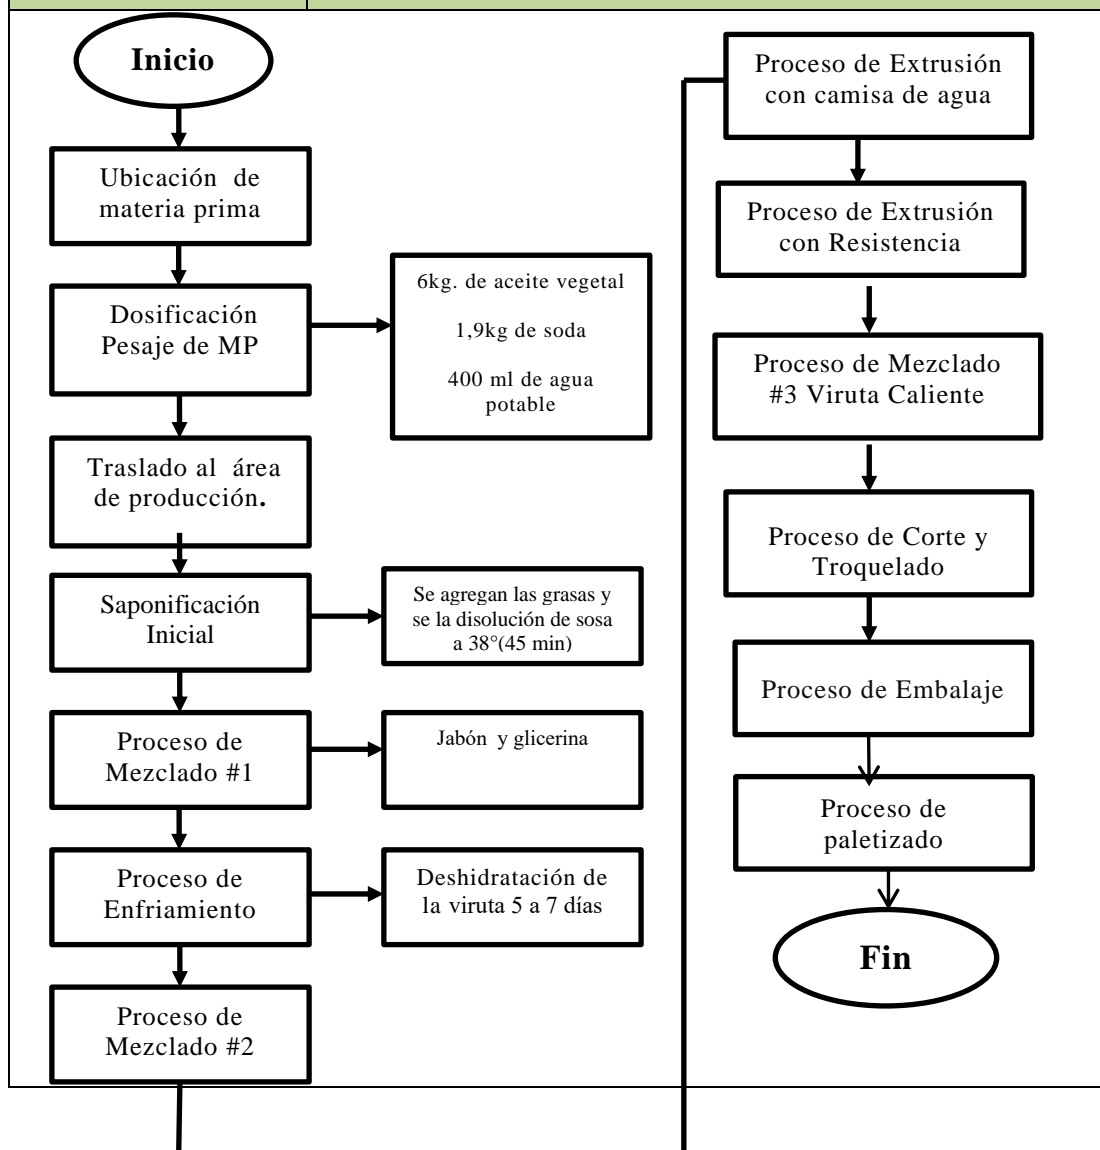 Inicio
Ubicación de
materia prima
Dosificación
Pesaje de MP
6kg. de aceite vegetal
1,9kg de soda
400 ml de agua
potable
Traslado al área
de producción.
Saponificación
Inicial
Se agregan las grasas y
se la disolución de sosa
a 38°(45 min)
Proceso de
Mezclado #1
Jabón y glicerina
Proceso de
Enfriamiento
Deshidratación de
la viruta 5 a 7 días
Proceso de
Mezclado #2
Proceso de Extrusión
con camisa de agua
Proceso de Extrusión
con Resistencia
Proceso de Mezclado
#3 Viruta Caliente
Proceso de Corte y
Troquelado
Proceso de Embalaje
Proceso de
paletizado
Fin